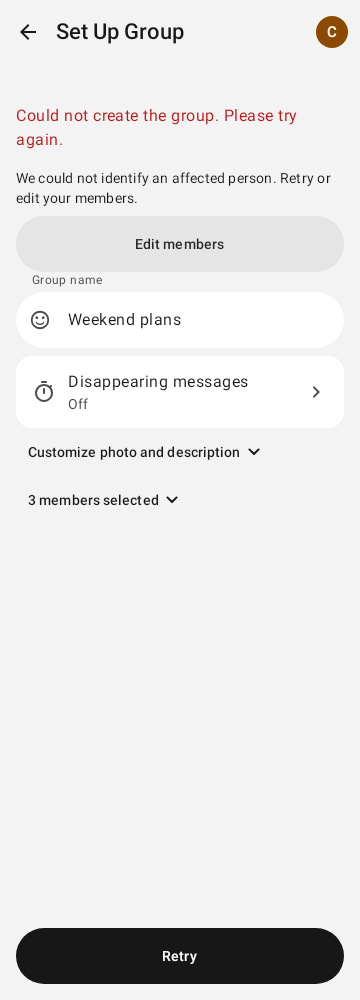 Set Up Group
C
Could not create the group. Please try
again.
We could not identify an affected person. Retry or
edit your members.
Edit members
Group name
Weekend plans
Disappearing messages
Off
Customize photo and description
3 members selected
Retry